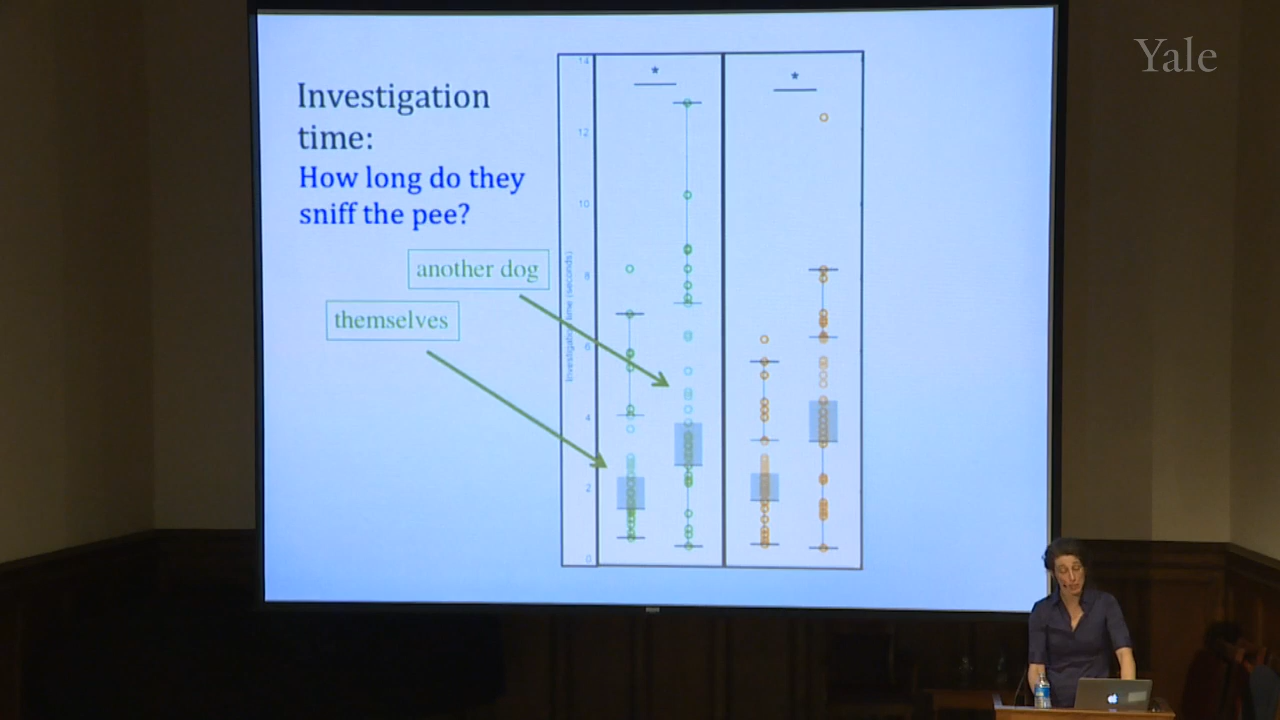 Yale
Investigation
time:
How long do they
sniff the pee?
another dog
themselves
Investigation time (seconds)
14
12
10
8
6
4
2
0
*
*